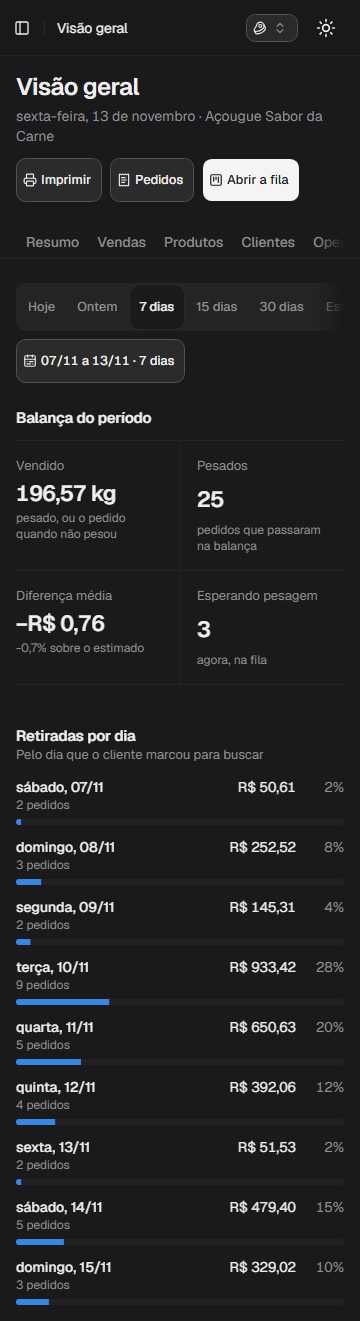 Visão geral
Visão geral
sexta-feira, 13 de novembro · Açougue Sabor da
Carne
Imprimir Pedidos Abrir a fila
Resumo Vendas Produtos Clientes
Hoje Ontem 7 dias 15 dias 30 dias
07/11 a 13/11 · 7 dias
Balança do período
Vendido
196,57 kg
pesado, ou o pedido
quando não pesou
Pesados
25
pedidos que passaram
na balança
Diferença média
−R$ 0,76
-0,7% sobre o estimado
Esperando pesagem
3
agora, na fila
Retiradas por dia
Pelo dia que o cliente marcou para buscar
sábado, 07/11 R$ 50,61 2%
2 pedidos
domingo, 08/11 R$ 252,52 8%
3 pedidos
segunda, 09/11 R$ 145,31 4%
2 pedidos
terça, 10/11 R$ 933,42 28%
9 pedidos
quarta, 11/11 R$ 650,63 20%
5 pedidos
quinta, 12/11 R$ 392,06 12%
4 pedidos
sexta, 13/11 R$ 51,53 2%
2 pedidos
sábado, 14/11 R$ 479,40 15%
5 pedidos
domingo, 15/11 R$ 329,02 10%
3 pedidos